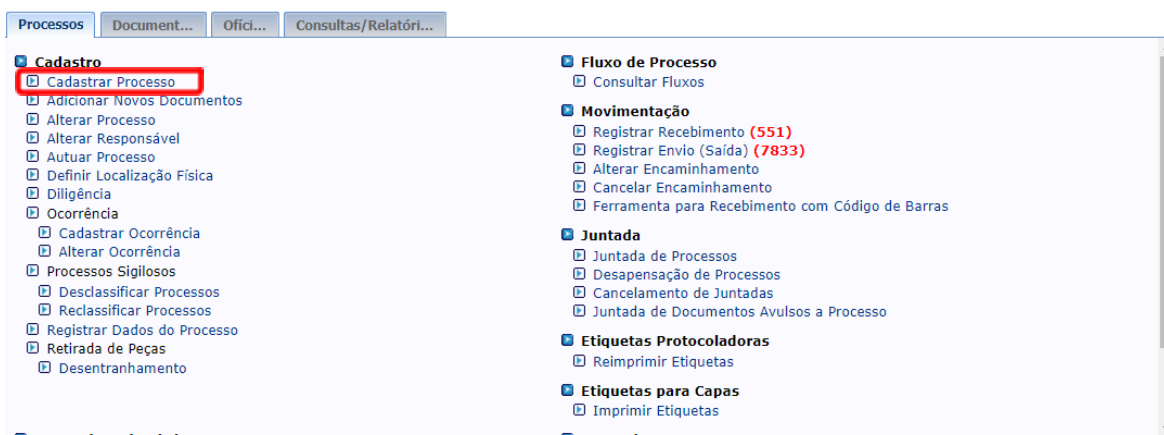 Processos
Document...
Ofíci...
Consultas/Relatóri...
Cadastro
Cadastrar Processo
Adicionar Novos Documentos
Alterar Processo
Alterar Responsável
Autuar Processo
Definir Localização Física
Diligência
Ocorrência
Cadastrar Ocorrência
Alterar Ocorrência
Processos Sigilosos
Desclassificar Processos
Reclassificar Processos
Registrar Dados do Processo
Retirada de Peças
Desentranhamento
Fluxo de Processo
Consultar Fluxos
Movimentação
Registrar Recebimento (551)
Registrar Envio (Saída) (7833)
Alterar Encaminhamento
Cancelar Encaminhamento
Ferramenta para Recebimento com Código de Barras
Juntada
Juntada de Processos
Desapensação de Processos
Cancelamento de Juntadas
Juntada de Documentos Avulsos a Processo
Etiquetas Protocoladoras
Reimprimir Etiquetas
Etiquetas para Capas
Imprimir Etiquetas